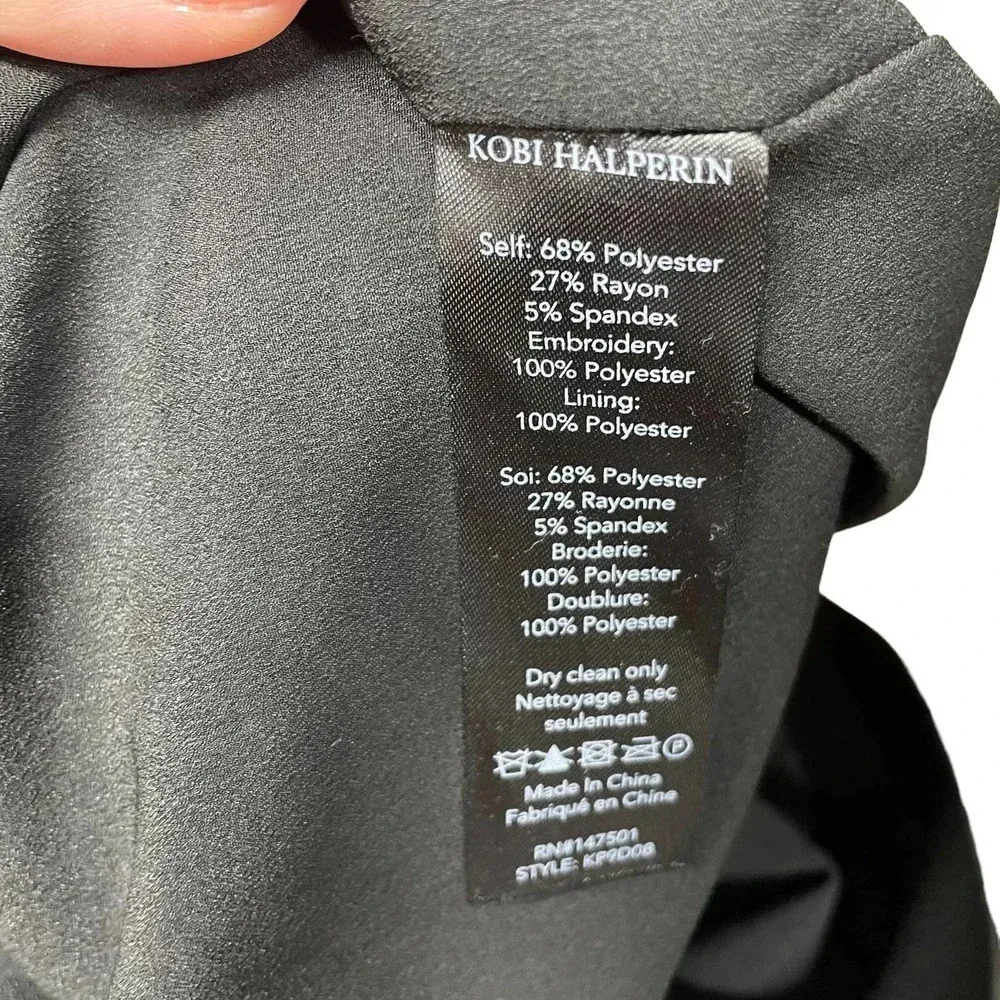 KOBI HALPERIN
Self: 68% Polyester
27% Rayon
5% Spandex
Embroidery:
100% Polyester
Lining:
100% Polyester
Soi: 68% Polyester
27% Rayonne
5% Spandex
Broderie:
100% Polyester
Doublure:
100% Polyester
Dry clean only
Nettoyage à sec
seulement
P
Made In China
Fabriqué en Chine
RN#147501
STYLE: KP9D08